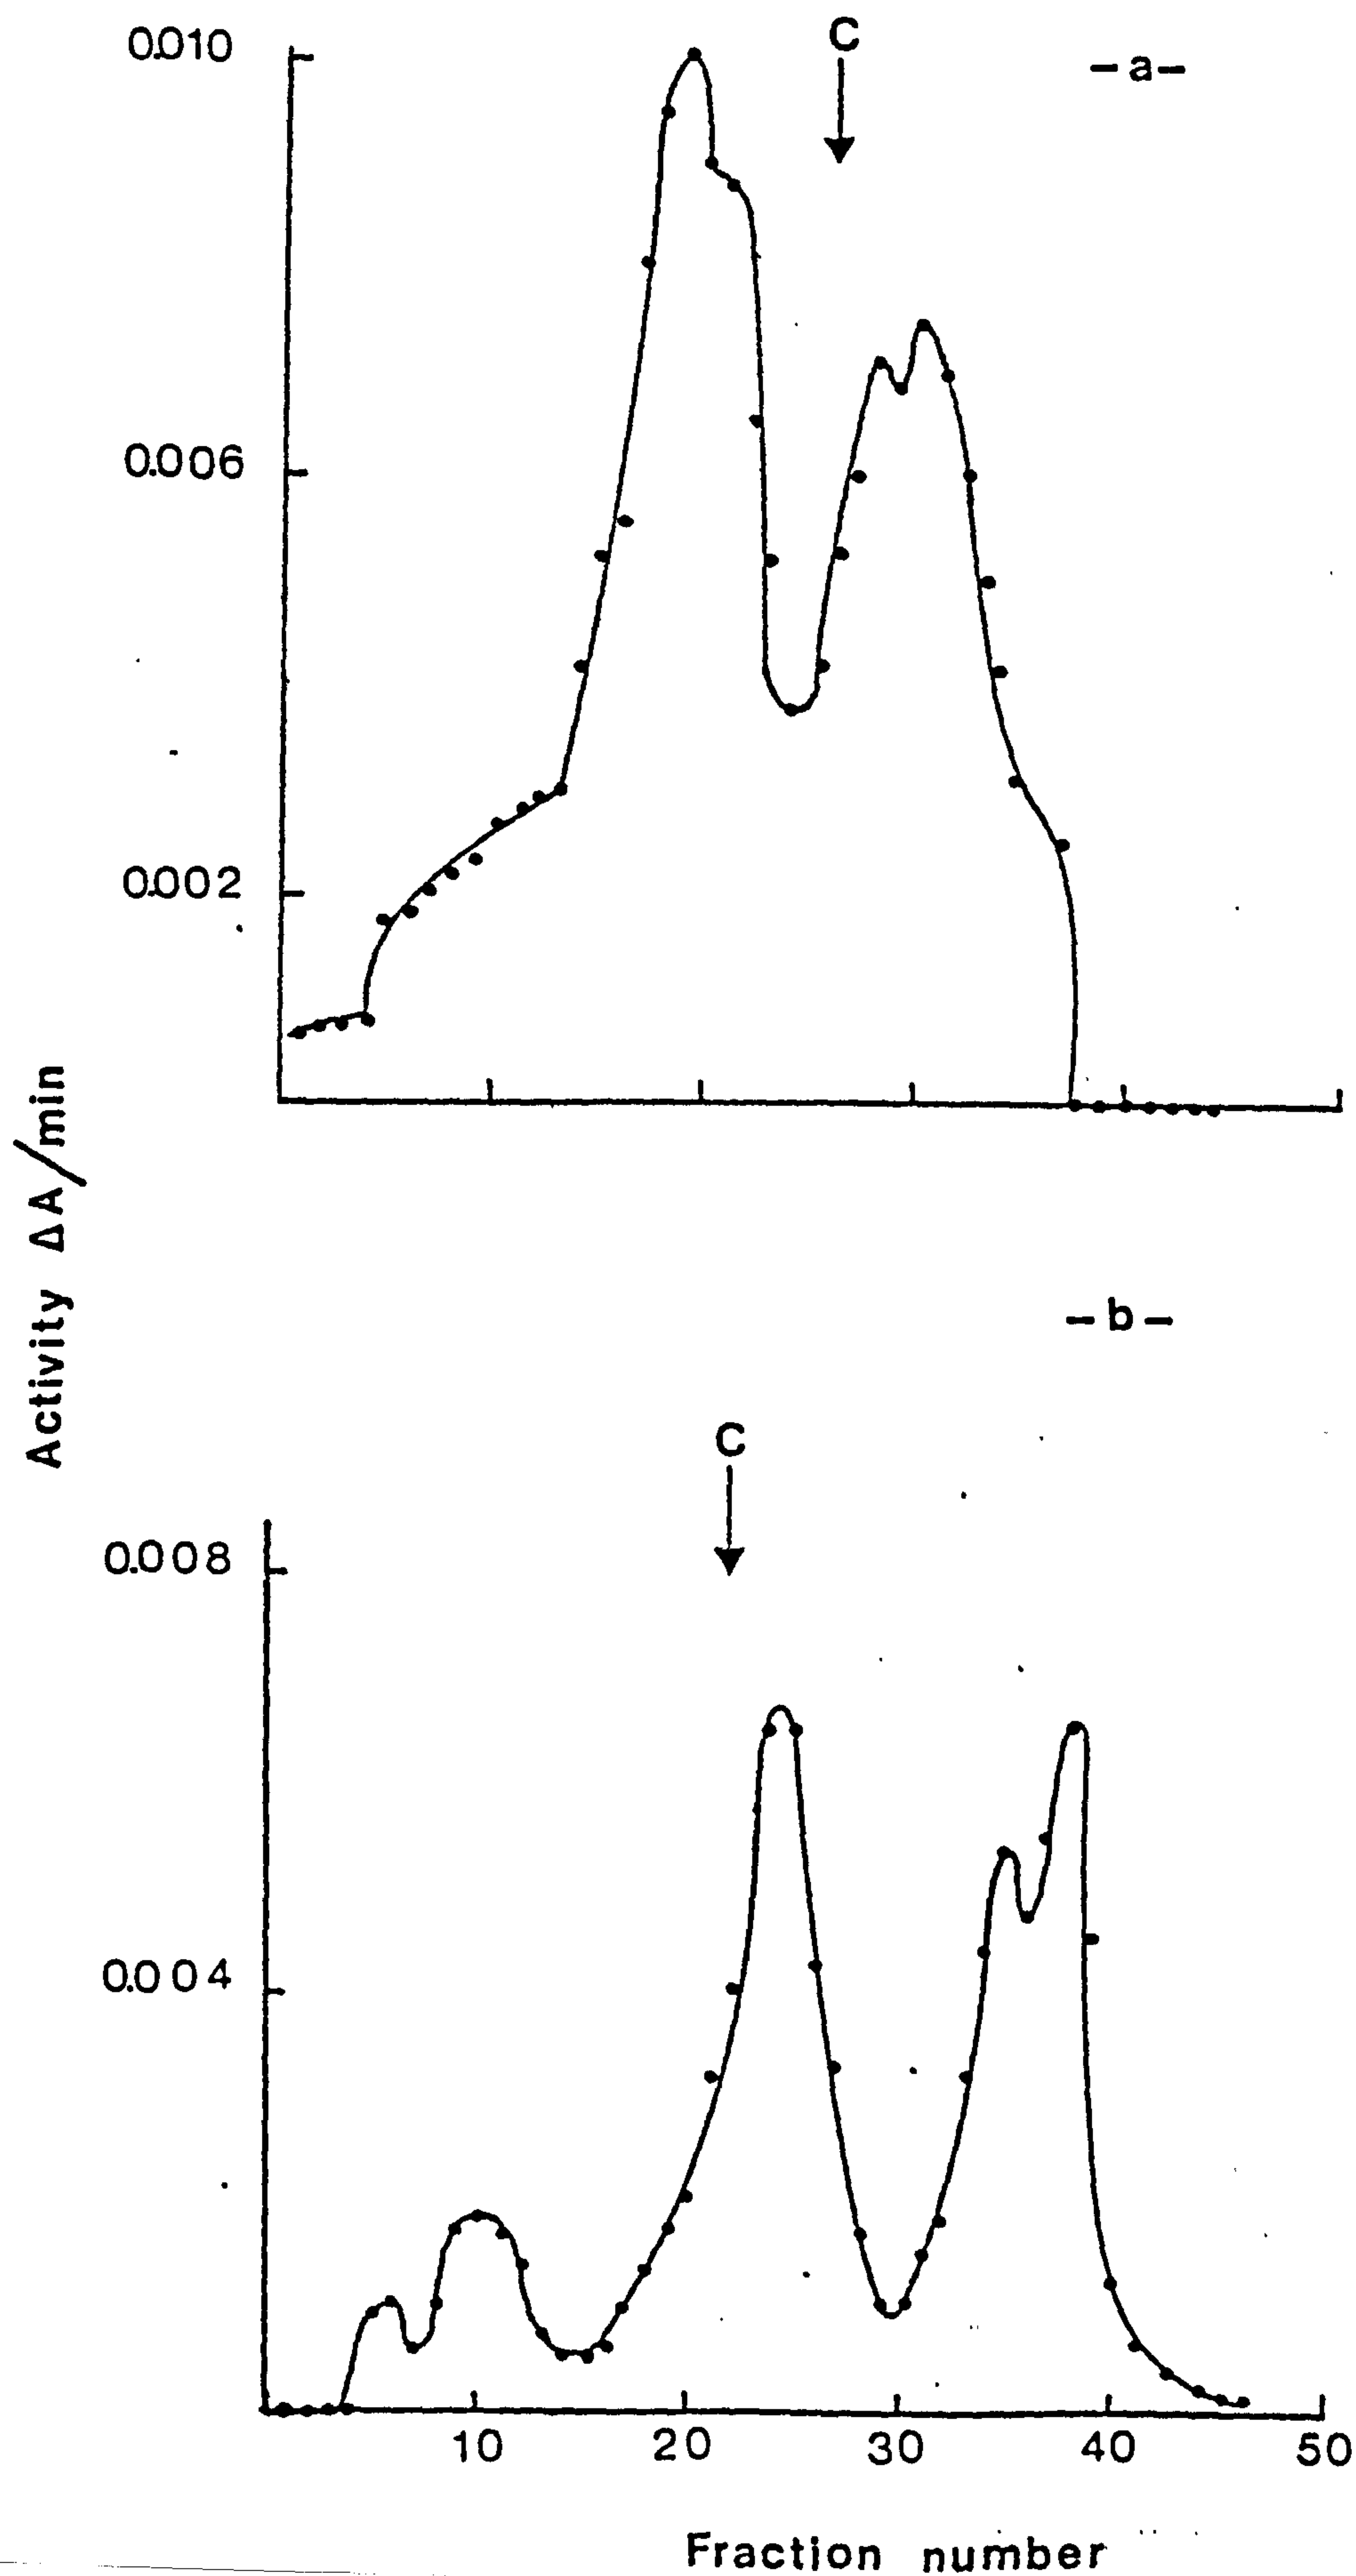 0.010
C
-a-
0.006
0.002
Activity ΔA/min
-b-
C
0.008
0.004
10 20 30 40 50
Fraction number